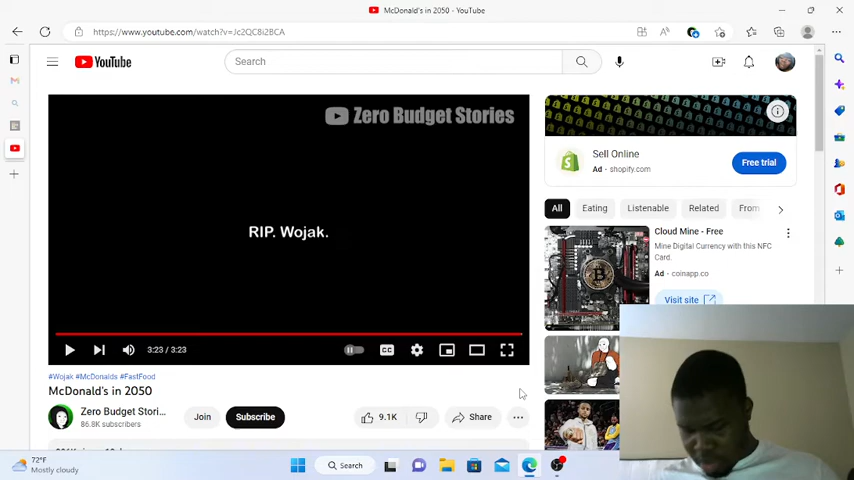 McDonald's in 2050 - YouTube
https://www.youtube.com/watch?v=Jc2QC8i2BCA
YouTube
Search
Zero Budget Stories
RIP. Wojak.
3:23 / 3:23
CC
#Wojak #McDonalds #FastFood
McDonald's in 2050
Zero Budget Stori...
86.8K subscribers
Join
Subscribe
9.1K
Share
Sell Online
Ad · shopify.com
Free trial
All
Eating
Listenable
Related
From
Cloud Mine - Free
Mine Digital Currency with this NFC
Card.
Ad · coinapp.co
Visit site
72°F
Mostly cloudy
Search